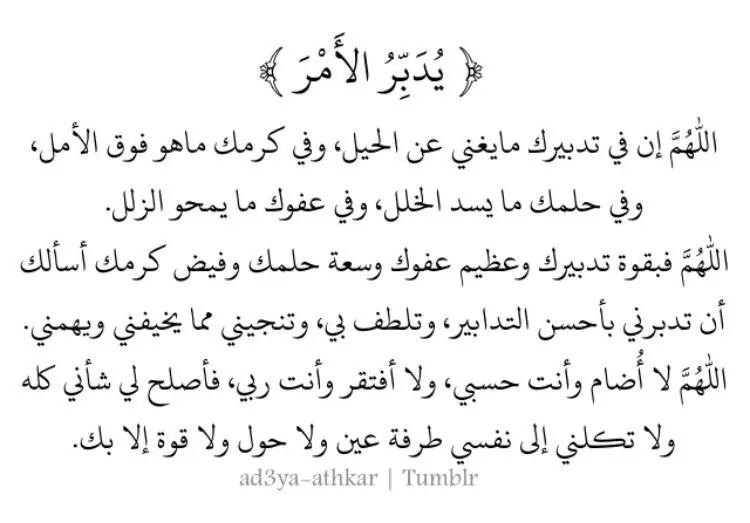 ﴿ يُدَبِّرُ الأَمْرَ ﴾
اللَّهُمَّ إن في تدبيرك مايغني عن الحيل، وفي كرمك ماهو فوق الأمل،
وفي حلمك ما يسد الخلل، وفي عفوك ما يمحو الزلل.
اللَّهُمَّ فبقوة تدبيرك وعظيم عفوك وسعة حلمك وفيض كرمك أسألك
أن تدبرني بأحسن التدابير، وتلطف بي، وتنجيني مما يخيفني ويهمني.
اللَّهُمَّ لا أُضام وأنت حسبي، ولا أفتقر وأنت ربي، فأصلح لي شأني كله
ولا تكلني إلى نفسي طرفة عين ولا حول ولا قوة إلا بك.
ad3ya-athkar | Tumblr